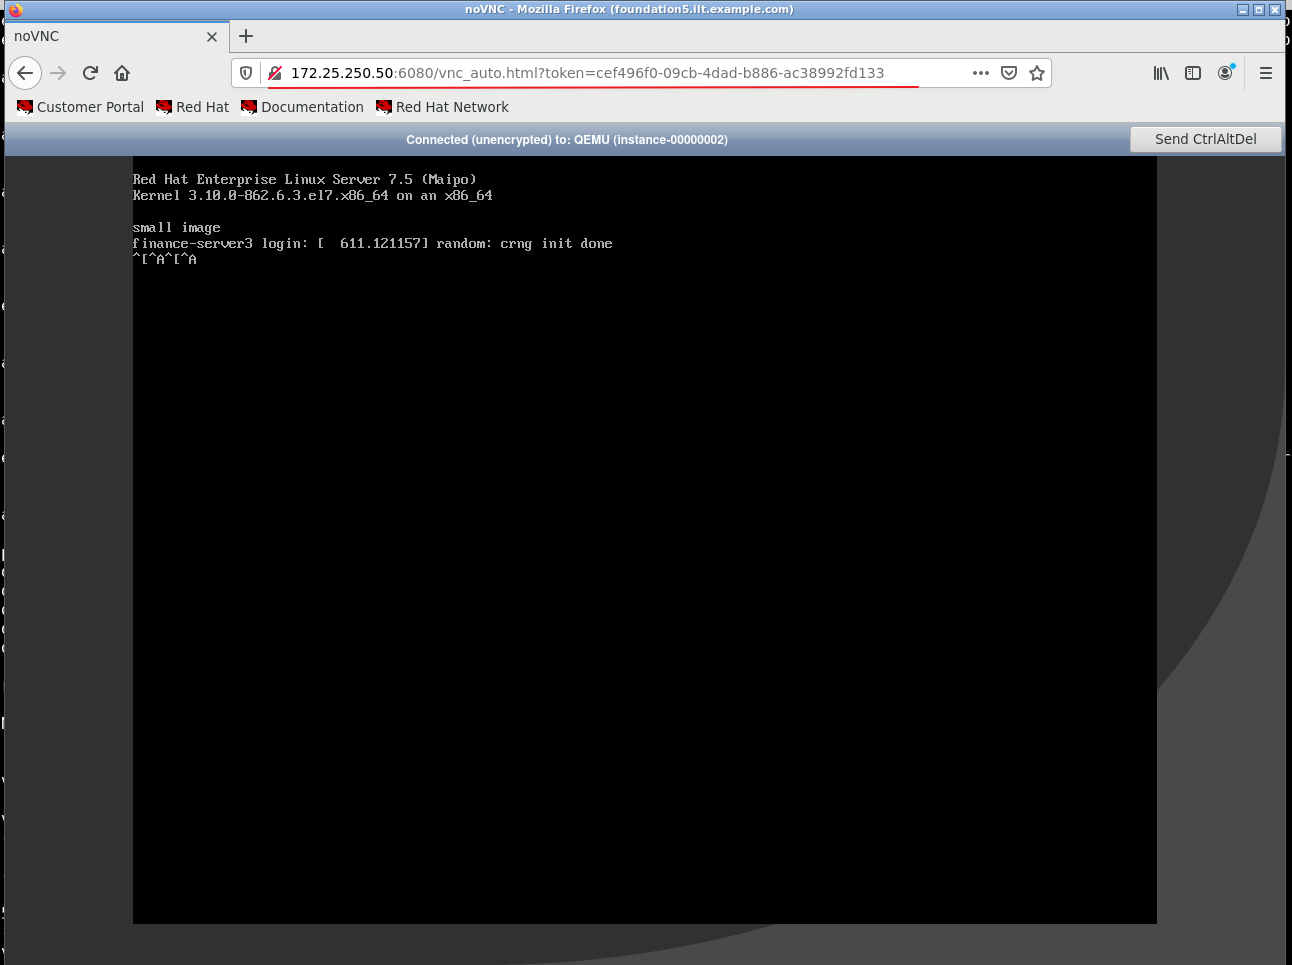 noVNC - Mozilla Firefox (foundation5.ilt.example.com)
noVNC
172.25.250.50:6080/vnc_auto.html?token=cef496f0-09cb-4dad-b886-ac38992fd133
Customer Portal Red Hat Documentation Red Hat Network
Connected (unencrypted) to: QEMU (instance-00000002)
Send CtrlAltDel
Red Hat Enterprise Linux Server 7.5 (Maipo)
Kernel 3.10.0-862.6.3.el7.x86_64 on an x86_64
small image
finance-server3 login: [  611.121157] random: crng init done
^[^A^[^A